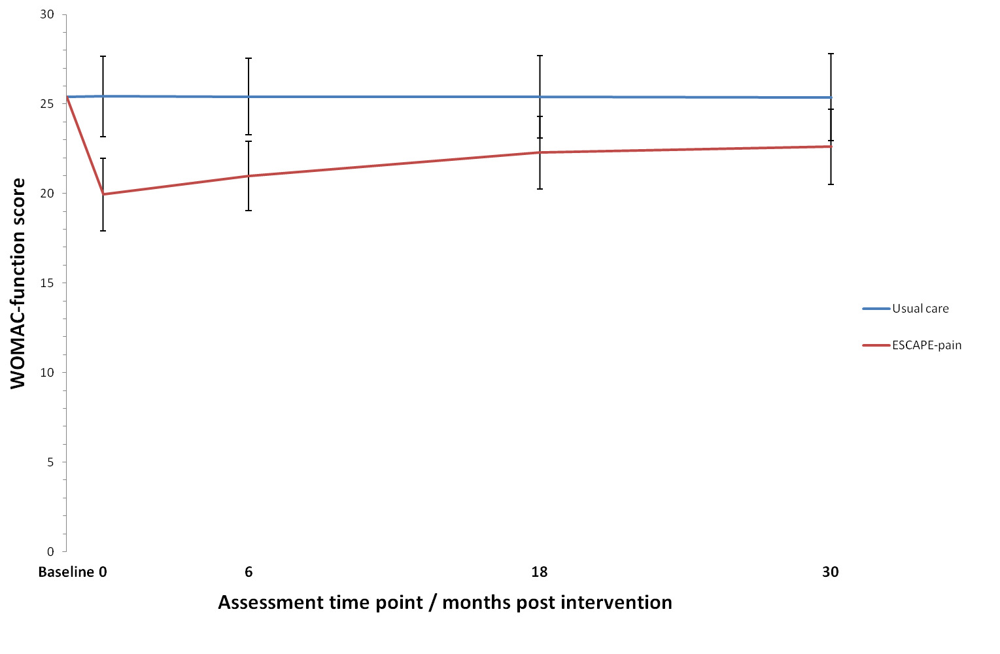 30
25
20
15
10
5
0
WOMAC-function score
Usual care
ESCAPE-pain
Baseline 0 6 18 30
Assessment time point / months post intervention